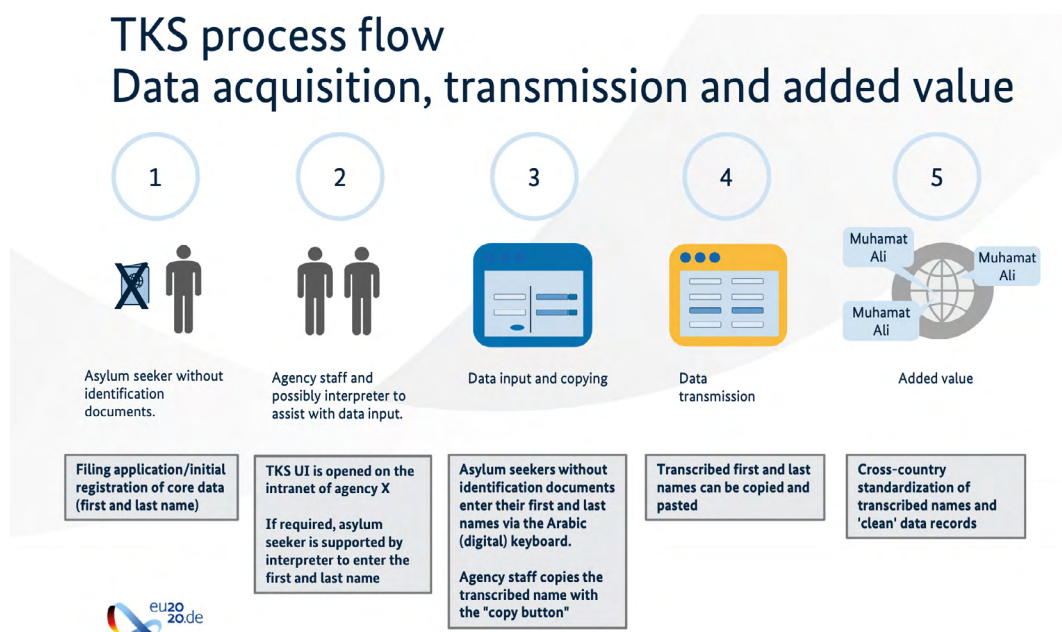 TKS process flow
Data acquisition, transmission and added value
1
2
3
4
5
Muhamat
Ali
Muhamat
Ali
Muhamat
Ali
Asylum seeker without
identification
documents.
Agency staff and
possibly interpreter to
assist with data input.
Data input and copying
Data
transmission
Added value
Filing application/initial
registration of core data
(first and last name)
TKS UI is opened on the
intranet of agency X
If required, asylum
seeker is supported by
interpreter to enter the
first and last name
Asylum seekers without
identification documents
enter their first and last
names via the Arabic
(digital) keyboard.
Agency staff copies the
transcribed name with
the "copy button"
Transcribed first and last
names can be copied and
pasted
Cross-country
standardization of
transcribed names and
'clean' data records
eu20
20.de